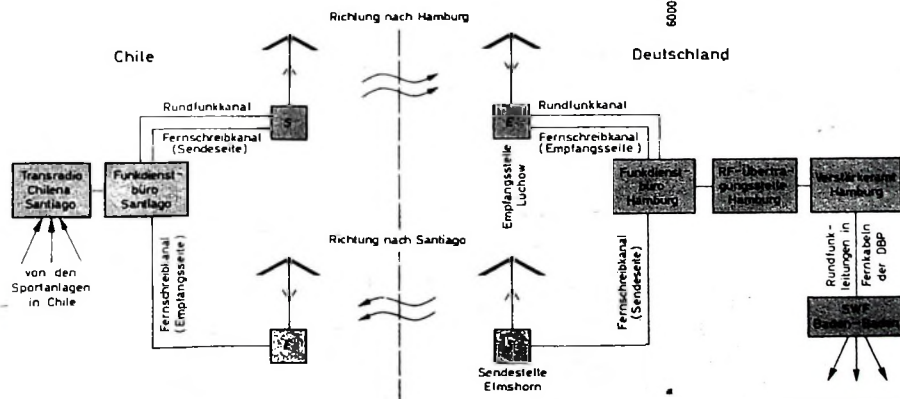 Richtung nach Hamburg
6000
Chile
Deutschland
Rundfunkkanal
S
Fernschreibkanal
(Sendeseite)
Rundfunkkanal
E
Fernschreibkanal
(Empfangsseite)
Empfangsstelle
Lüchow
Transradio
Chilena
Santiago
Funkdienst-
büro
Santiago
Funkdienst-
büro
Hamburg
RF-Übertra-
gungsstelle
Hamburg
Verstärkeramt
Hamburg
Richtung nach Santiago
von den
Sportanlagen
in Chile
Fernschreibkanal
(Empfangsseite)
Fernschreibkanal
(Sendeseite)
Rundfunk-
leitungen in
Fernkabeln
der DBP
SWF
Baden-Baden
E
Sendestelle
Elmshorn